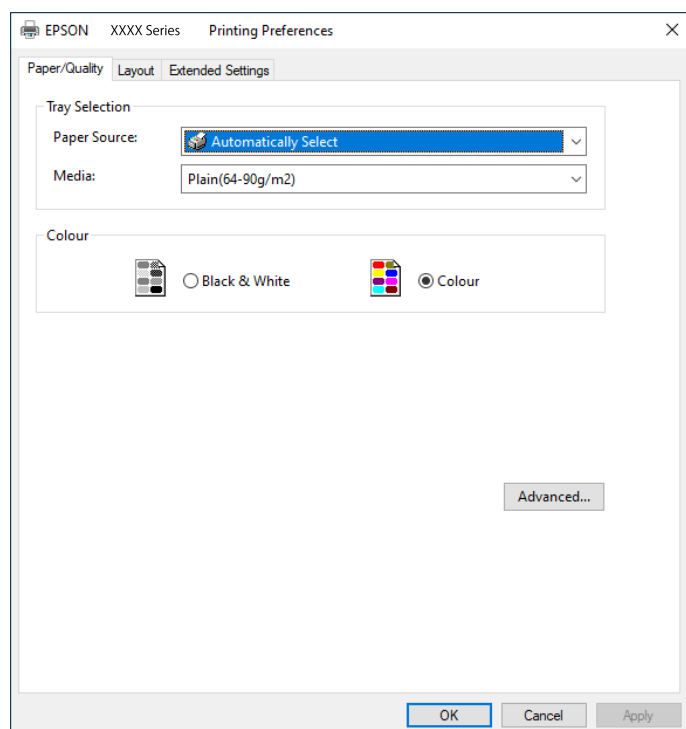 EPSON XXXX Series Printing Preferences
Paper/Quality Layout Extended Settings
Tray Selection
Paper Source: Automatically Select
Media: Plain(64-90g/m2)
Colour
Black & White Colour
Advanced...
OK Cancel Apply